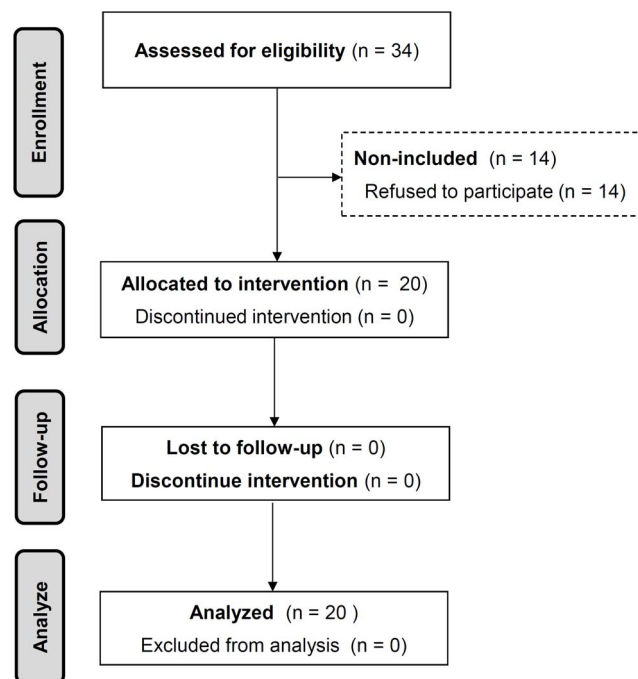 Enrollment
Assessed for eligibility (n = 34)
Non-included (n = 14)
Refused to participate (n = 14)
Allocation
Allocated to intervention (n = 20)
Discontinued intervention (n = 0)
Follow-up
Lost to follow-up (n = 0)
Discontinue intervention (n = 0)
Analyze
Analyzed (n = 20 )
Excluded from analysis (n = 0)